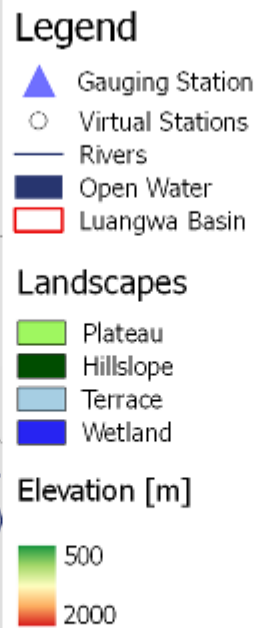 Legend
Gauging Station
Virtual Stations
Rivers
Open Water
Luangwa Basin
Landscapes
Plateau
Hillslope
Terrace
Wetland
Elevation [m]
500
2000